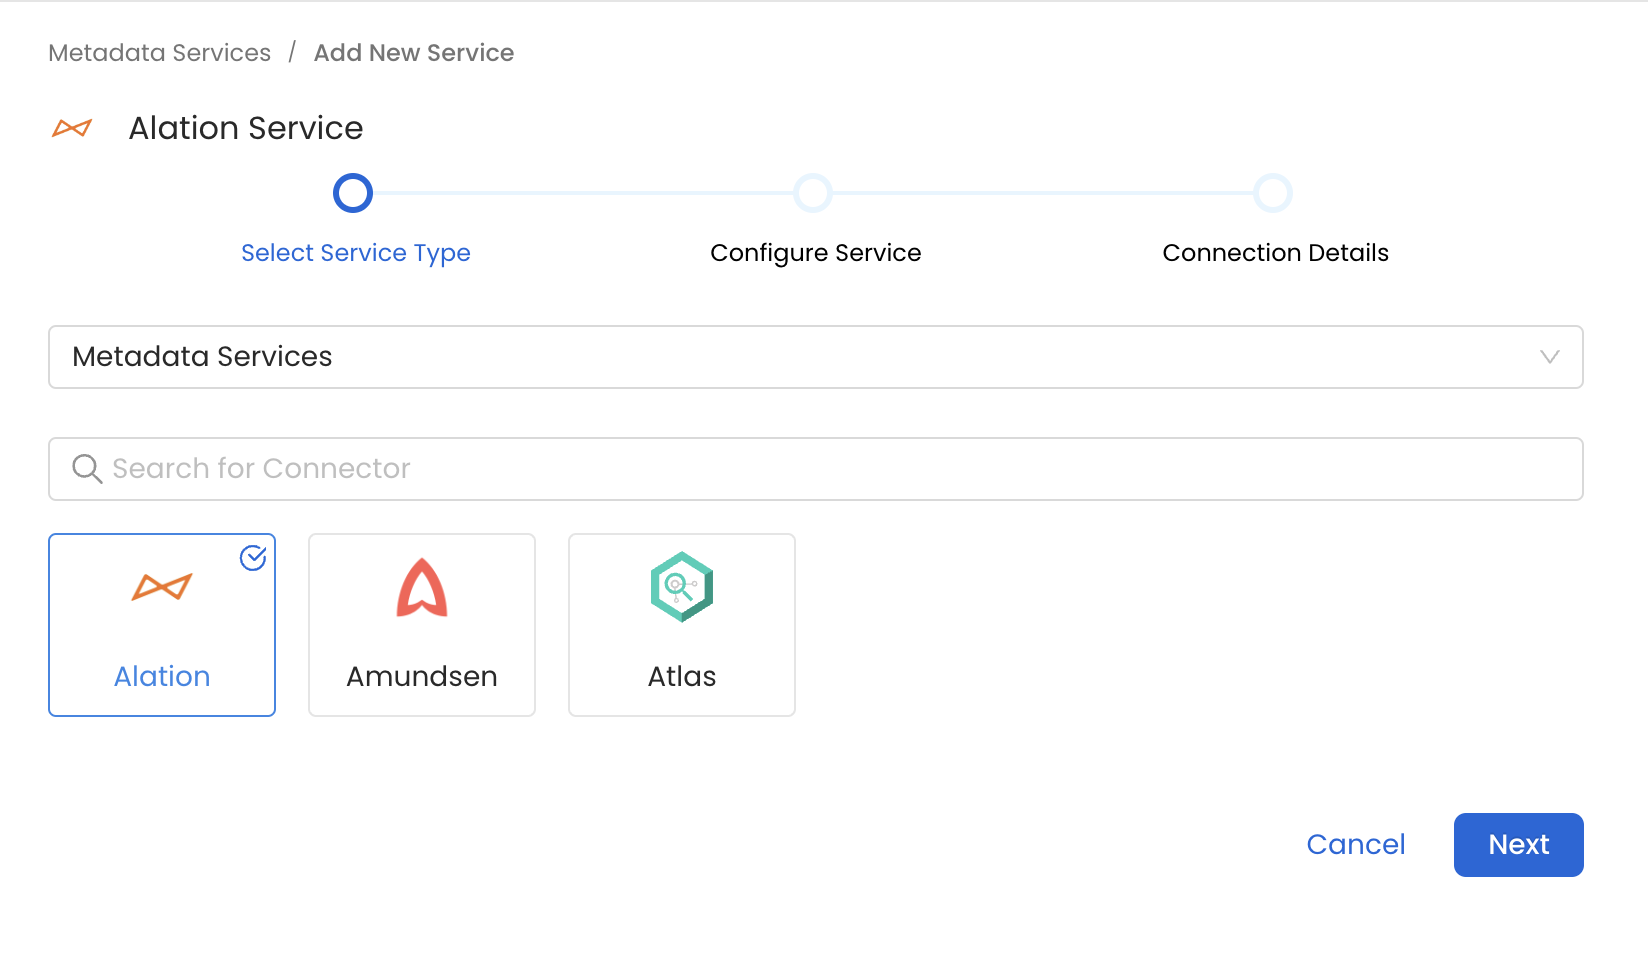 Metadata Services / Add New Service
Alation Service
Select Service Type Configure Service Connection Details
Metadata Services
Search for Connector
Alation Amundsen Atlas
Cancel Next